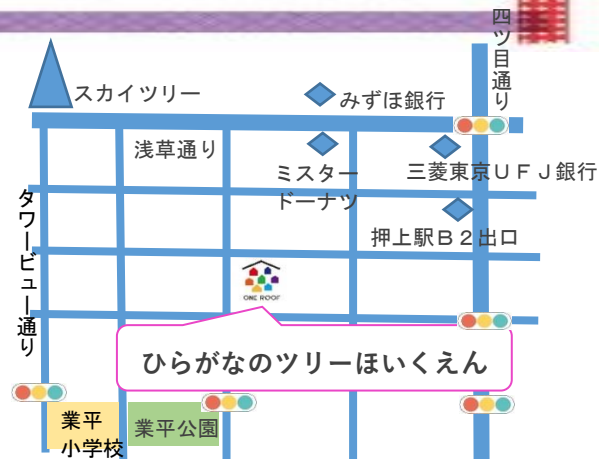 四ツ目通り
スカイツリー
みずほ銀行
浅草通り
ミスター
ドーナツ
三菱東京ＵＦＪ銀行
押上駅Ｂ２出口
タワービュー通り
ONE ROOF
ひらがなのツリーほいくえん
業平
小学校
業平公園